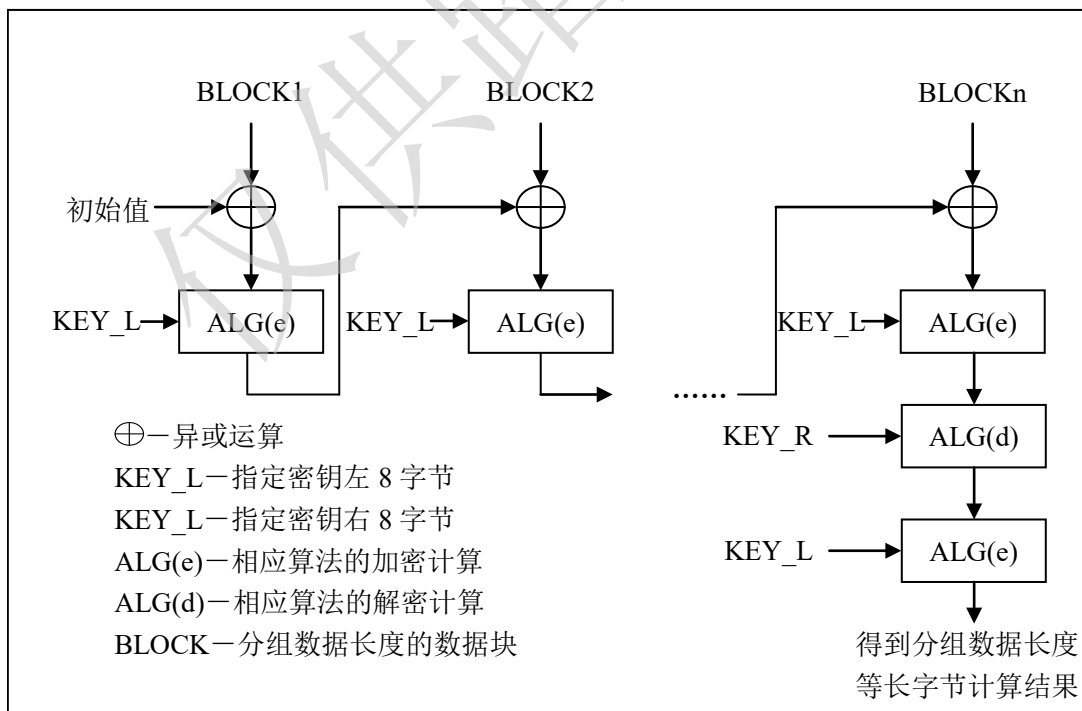 BLOCK1
BLOCK2
BLOCKn
初始值
KEY_L
ALG(e)
KEY_L
ALG(e)
KEY_L
ALG(e)
……
⊕－异或运算
KEY_R
ALG(d)
KEY_L－指定密钥左 8 字节
KEY_L－指定密钥右 8 字节
ALG(e)－相应算法的加密计算
KEY_L
ALG(e)
ALG(d)－相应算法的解密计算
BLOCK－分组数据长度的数据块
得到分组数据长度
等长字节计算结果
仅供